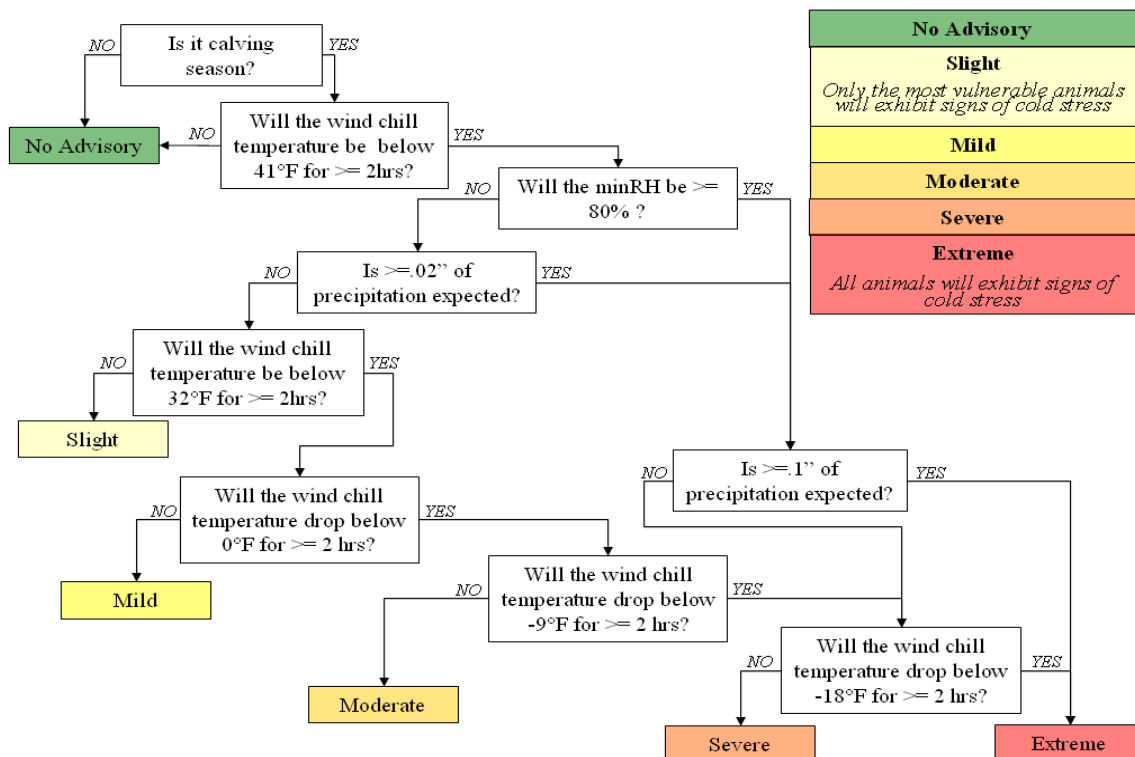 NO
Is it calving
season?
YES
No Advisory
NO
Will the wind chill
temperature be below
41°F for >= 2hrs?
YES
NO
Will the minRH be >=
80% ?
YES
NO
Is >=.02” of
precipitation expected?
YES
NO
Will the wind chill
temperature be below
32°F for >= 2hrs?
YES
Slight
NO
Will the wind chill
temperature drop below
0°F for >= 2 hrs?
YES
Mild
NO
Will the wind chill
temperature drop below
-9°F for >= 2 hrs?
YES
Moderate
NO
Is >=.1” of
precipitation expected?
YES
NO
Will the wind chill
temperature drop below
-18°F for >= 2 hrs?
YES
Severe
Extreme
No Advisory
Slight
Only the most vulnerable animals
will exhibit signs of cold stress
Mild
Moderate
Severe
Extreme
All animals will exhibit signs of
cold stress